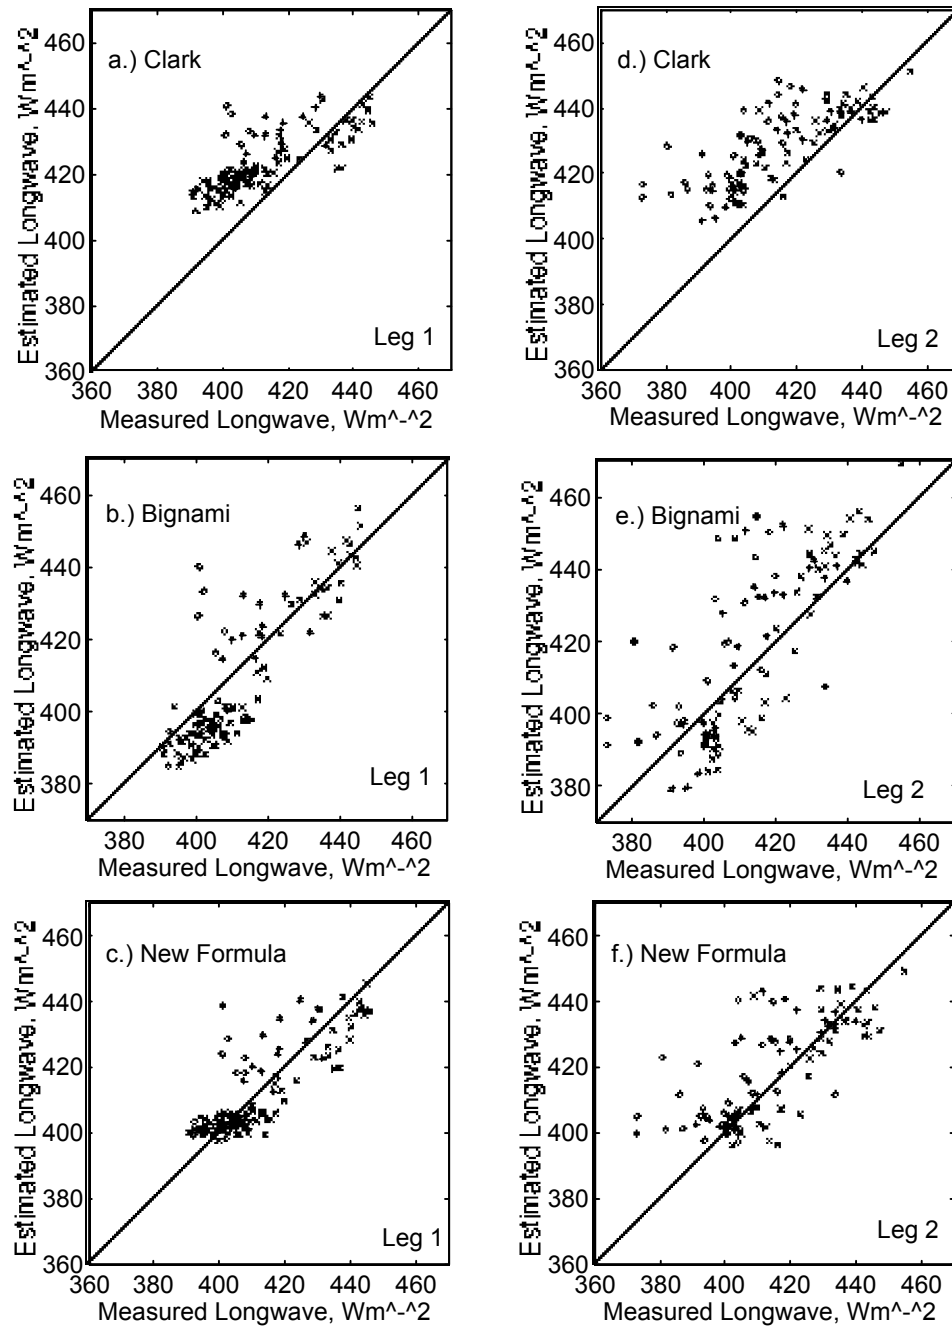 a.) Clark
Estimated Longwave, Wm^-^2
460
440
420
400
380
360
Leg 1
360 380 400 420 440 460
Measured Longwave, Wm^-^2
d.) Clark
Estimated Longwave, Wm^-^2
460
440
420
400
380
360
Leg 2
360 380 400 420 440 460
Measured Longwave, Wm^-^2
b.) Bignami
Estimated Longwave, Wm^-^2
460
440
420
400
380
Leg 1
380 400 420 440 460
Measured Longwave, Wm^-^2
e.) Bignami
Estimated Longwave, Wm^-^2
460
440
420
400
380
Leg 2
380 400 420 440 460
Measured Longwave, Wm^-^2
c.) New Formula
Estimated Longwave, Wm^-^2
460
440
420
400
380
360
Leg 1
360 380 400 420 440 460
Measured Longwave, Wm^-^2
f.) New Formula
Estimated Longwave, Wm^-^2
460
440
420
400
380
360
Leg 2
360 380 400 420 440 460
Measured Longwave, Wm^-^2